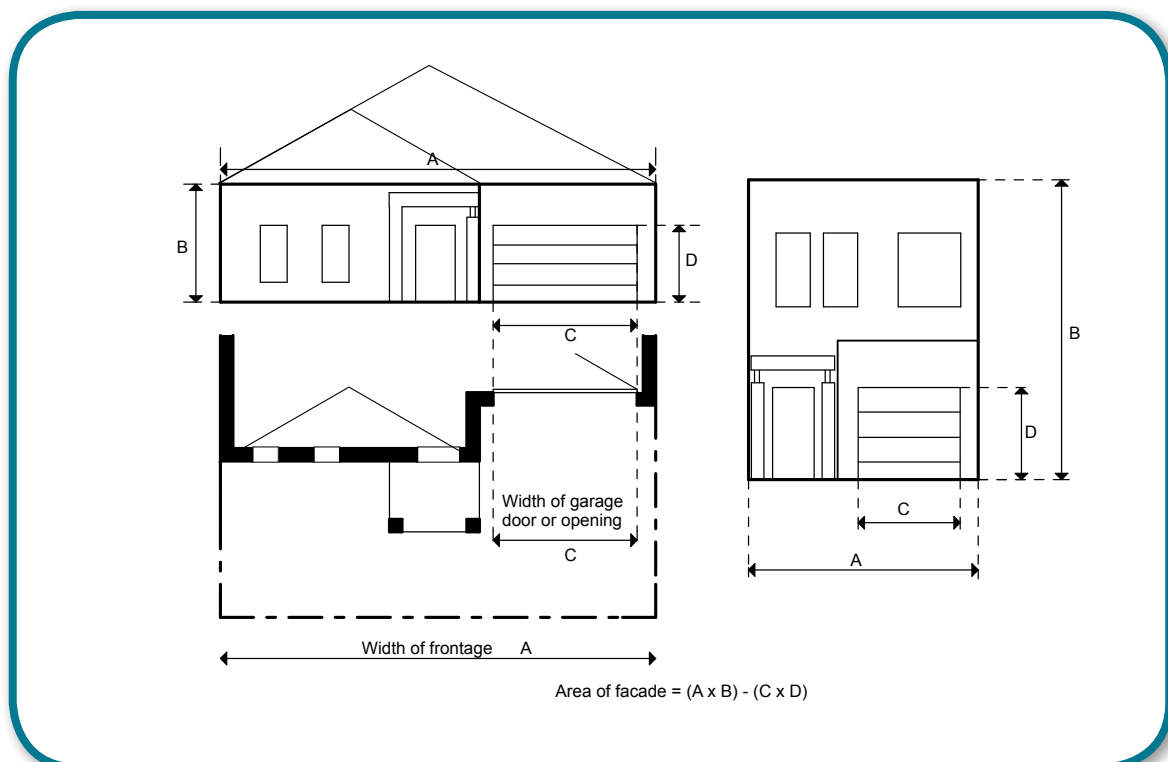 A
B
D
C
Width of garage
door or opening
C
Width of frontage A
B
D
C
A
Area of facade = (A x B) - (C x D)